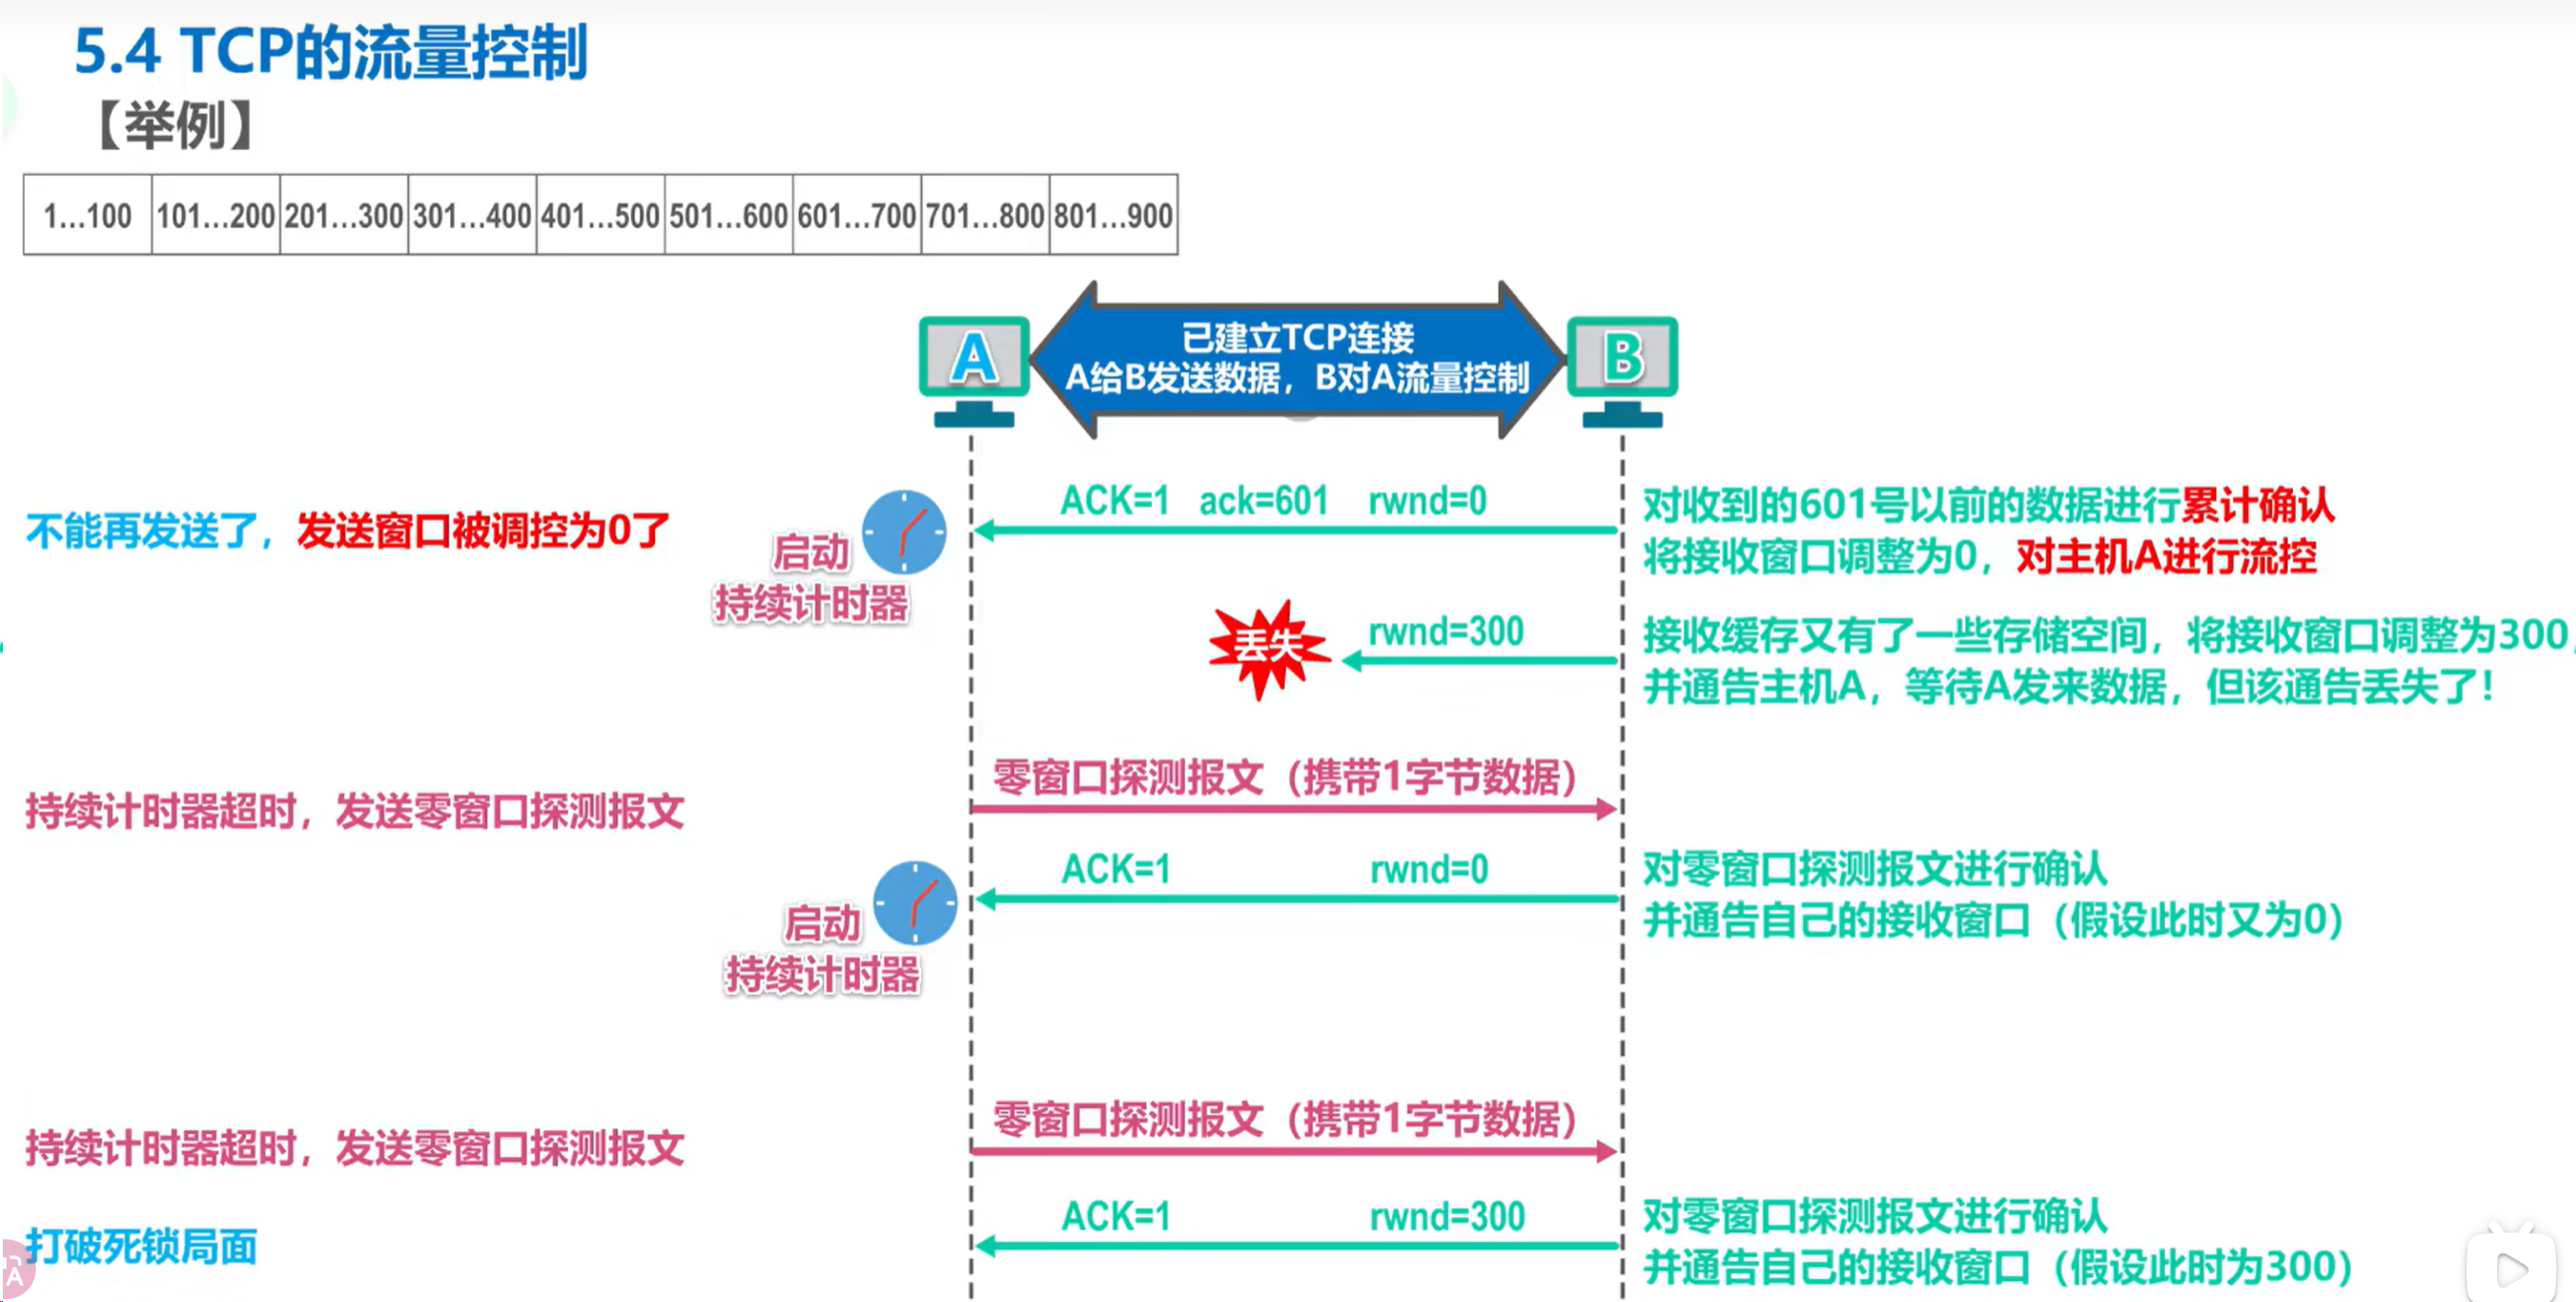 5.4 TCP的流量控制
【举例】
1...100 101...200 201...300 301...400 401...500 501...600 601...700 701...800 801...900
已建立TCP连接
A给B发送数据，B对A流量控制
A
B
ACK=1 ack=601 rwnd=0
对收到的601号以前的数据进行累计确认
将接收窗口调整为0，对主机A进行流控
不能再发送了，发送窗口被调控为0了
启动
持续计时器
丢失
rwnd=300
接收缓存又有了一些存储空间，将接收窗口调整为300，
并通告主机A，等待A发来数据，但该通告丢失了！
零窗口探测报文（携带1字节数据）
持续计时器超时，发送零窗口探测报文
ACK=1 rwnd=0
对零窗口探测报文进行确认
并通告自己的接收窗口（假设此时又为0）
启动
持续计时器
零窗口探测报文（携带1字节数据）
持续计时器超时，发送零窗口探测报文
ACK=1 rwnd=300
对零窗口探测报文进行确认
并通告自己的接收窗口（假设此时为300）
打破死锁局面